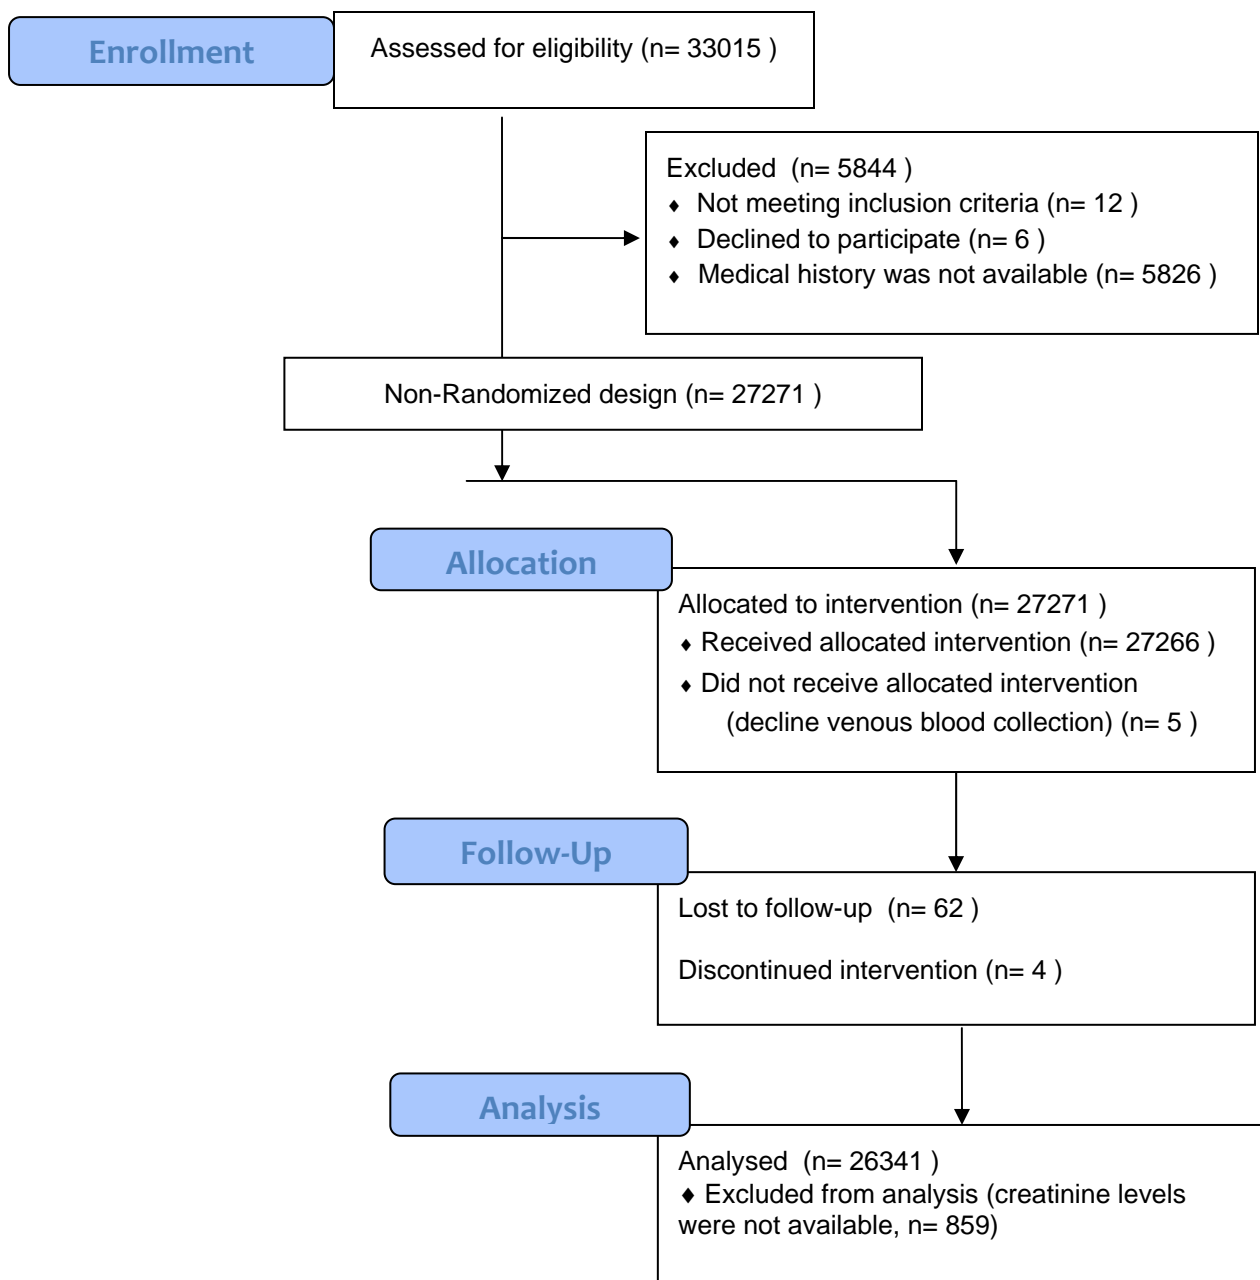 Enrollment
Assessed for eligibility (n= 33015 )
Excluded (n= 5844 )
♦ Not meeting inclusion criteria (n= 12 )
♦ Declined to participate (n= 6 )
♦ Medical history was not available (n= 5826 )
Non-Randomized design (n= 27271 )
Allocation
Allocated to intervention (n= 27271 )
♦ Received allocated intervention (n= 27266 )
♦ Did not receive allocated intervention
(decline venous blood collection) (n= 5 )
Follow-Up
Lost to follow-up (n= 62 )
Discontinued intervention (n= 4 )
Analysis
Analysed (n= 26341 )
♦ Excluded from analysis (creatinine levels
were not available, n= 859)